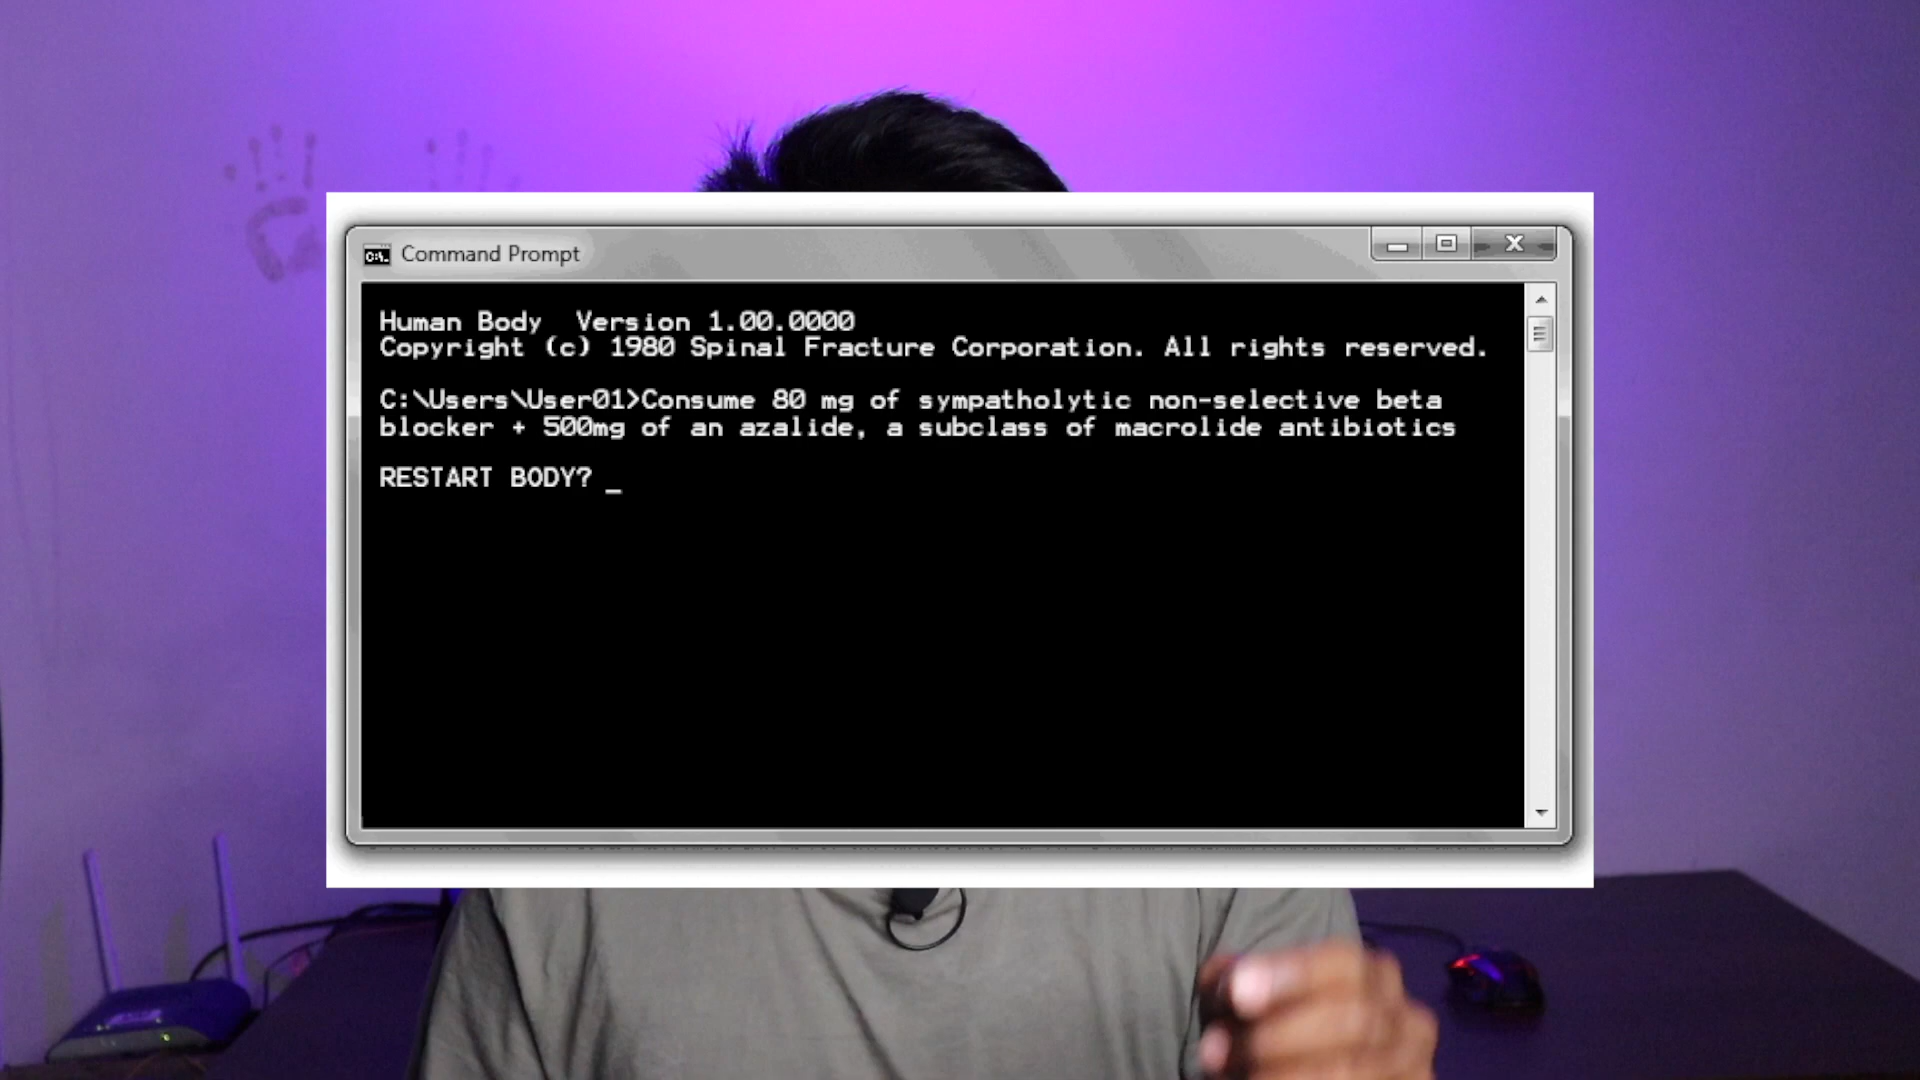 C:\.
Command Prompt
Human Body Version 1.00.0000
Copyright (c) 1980 Spinal Fracture Corporation. All rights reserved.
C:\Users\User01>Consume 80 mg of sympatholytic non-selective beta
blocker + 500mg of an azalide, a subclass of macrolide antibiotics
RESTART BODY? _